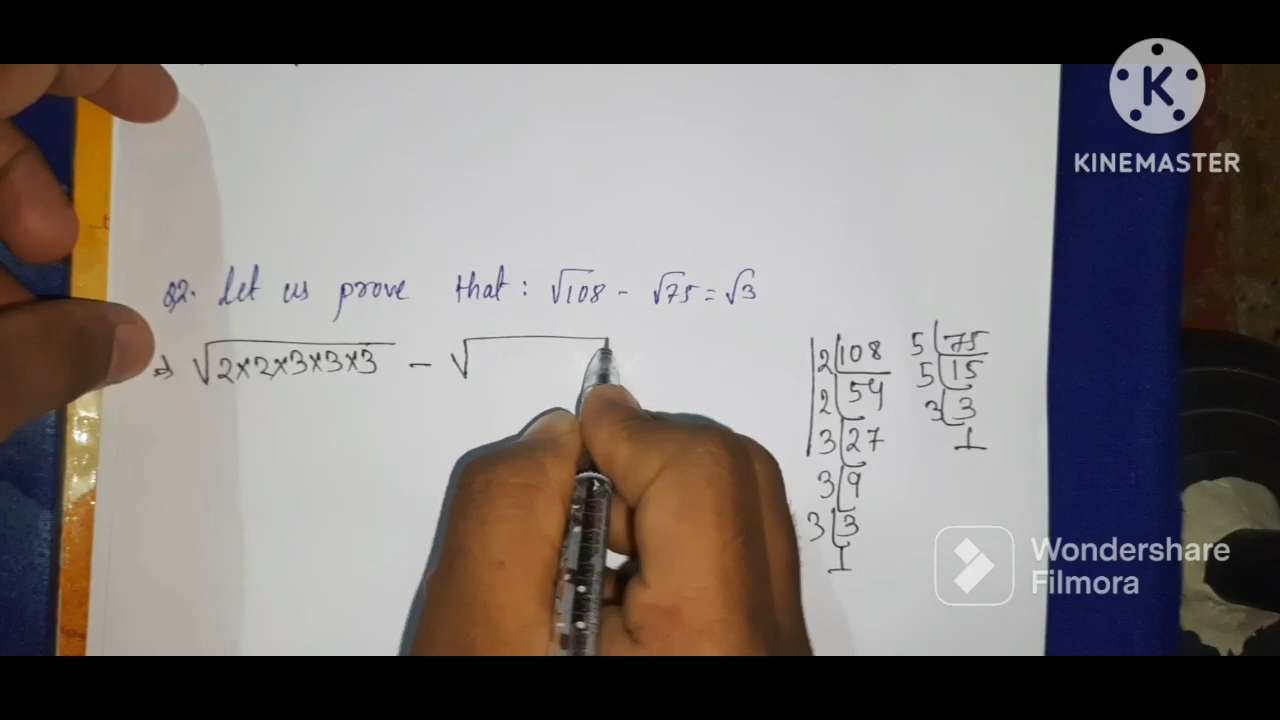 K
KINEMASTER
Q2. Let us prove that: √108 - √75 = √3
⇒ √2×2×3×3×3 - √
2 108
2 54
3 27
3 9
3 3
1
5 75
5 15
3 3
1
Wondershare
Filmora